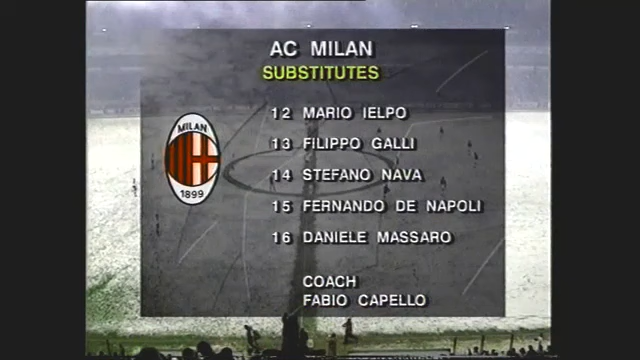 AC MILAN
SUBSTITUTES
12 MARIO IELPO
13 FILIPPO GALLI
14 STEFANO NAVA
15 FERNANDO DE NAPOLI
16 DANIELE MASSARO
COACH
FABIO CAPELLO
MILAN
1899